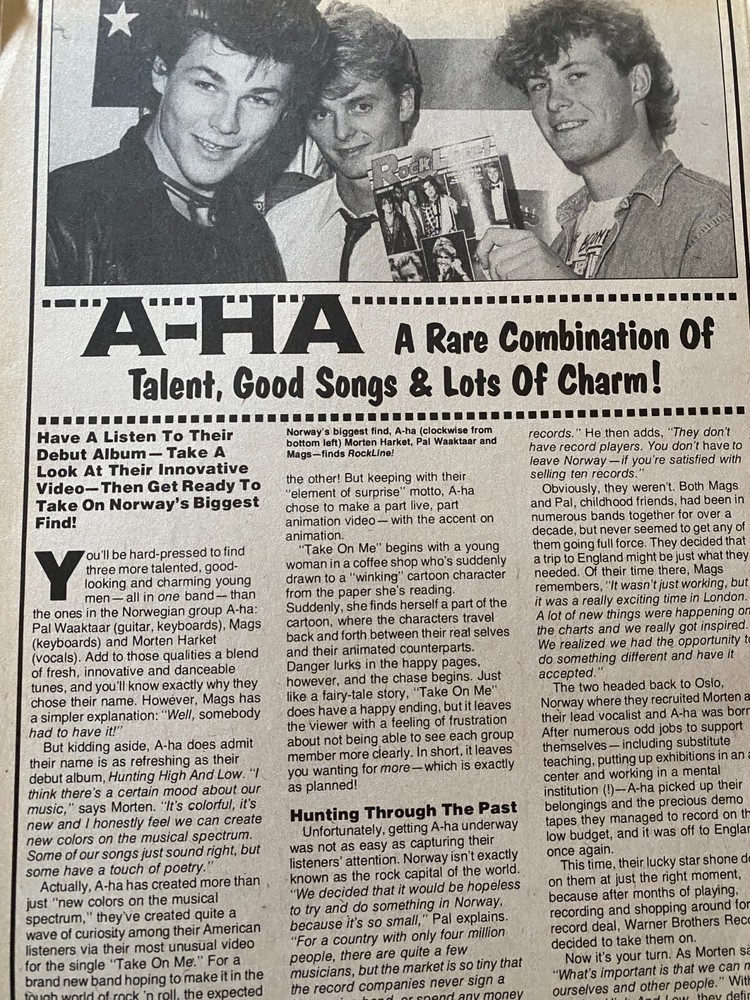 RockLine!
A-HA A Rare Combination Of
Talent, Good Songs & Lots Of Charm!
Have A Listen To Their
Debut Album—Take A
Look At Their Innovative
Video—Then Get Ready To
Take On Norway's Biggest
Find!
You'll be hard-pressed to find
three more talented, good-
looking and charming young
men—all in one band—than
the ones in the Norwegian group A-ha:
Pal Waaktaar (guitar, keyboards), Mags
(keyboards) and Morten Harket
(vocals). Add to those qualities a blend
of fresh, innovative and danceable
tunes, and you'll know exactly why they
chose their name. However, Mags has
a simpler explanation: "Well, somebody
had to have it!"
But kidding aside, A-ha does admit
their name is as refreshing as their
debut album, Hunting High And Low. "I
think there's a certain mood about our
music," says Morten. "It's colorful, it's
new and I honestly feel we can create
new colors on the musical spectrum.
Some of our songs just sound right, but
some have a touch of poetry."
Actually, A-ha has created more than
just "new colors on the musical
spectrum," they've created quite a
wave of curiosity among their American
listeners via their most unusual video
for the single "Take On Me." For a
brand new band hoping to make it in the
tough world of rock 'n roll, the expected
Norway's biggest find, A-ha (clockwise from
bottom left) Morten Harket, Pal Waaktaar and
Mags—finds RockLine!
the other! But keeping with their
"element of surprise" motto, A-ha
chose to make a part live, part
animation video—with the accent on
animation.
"Take On Me" begins with a young
woman in a coffee shop who's suddenly
drawn to a "winking" cartoon character
from the paper she's reading.
Suddenly, she finds herself a part of the
cartoon, where the characters travel
back and forth between their real selves
and their animated counterparts.
Danger lurks in the happy pages,
however, and the chase begins. Just
like a fairy-tale story, "Take On Me"
does have a happy ending, but it leaves
the viewer with a feeling of frustration
about not being able to see each group
member more clearly. In short, it leaves
you wanting for more—which is exactly
as planned!
Hunting Through The Past
Unfortunately, getting A-ha underway
was not as easy as capturing their
listeners' attention. Norway isn't exactly
known as the rock capital of the world.
"We decided that it would be hopeless
to try and do something in Norway,
because it's so small," Pal explains.
"For a country with only four million
people, there are quite a few
musicians, but the market is so tiny that
the record companies never sign a
band, or spend any money
records." He then adds, "They don't
have record players. You don't have to
leave Norway—if you're satisfied with
selling ten records."
Obviously, they weren't. Both Mags
and Pal, childhood friends, had been in
numerous bands together for over a
decade, but never seemed to get any of
them going full force. They decided that
a trip to England might be just what they
needed. Of their time there, Mags
remembers, "It wasn't just working, but
it was a really exciting time in London.
A lot of new things were happening on
the charts and we really got inspired.
We realized we had the opportunity to
do something different and have it
accepted."
The two headed back to Oslo,
Norway where they recruited Morten a
their lead vocalist and A-ha was born
After numerous odd jobs to support
themselves—including substitute
teaching, putting up exhibitions in an a
center and working in a mental
institution (!)—A-ha picked up their
belongings and the precious demo
tapes they managed to record on th
low budget, and it was off to Englan
once again.
This time, their lucky star shone do
on them at just the right moment,
because after months of playing,
recording and shopping around for
record deal, Warner Brothers Reco
decided to take them on.
Now it's your turn. As Morten sa
"What's important is that we can m
ourselves and other people." With